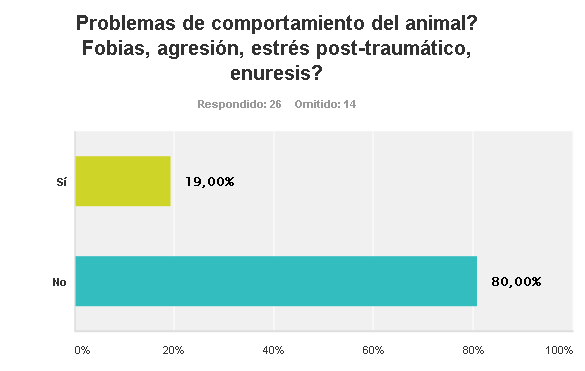 Problemas de comportamiento del animal?
Fobias, agresión, estrés post-traumático,
enuresis?
Respondido: 26 Omitido: 14
Sí 19,00%
No 80,00%
0% 20% 40% 60% 80% 100%